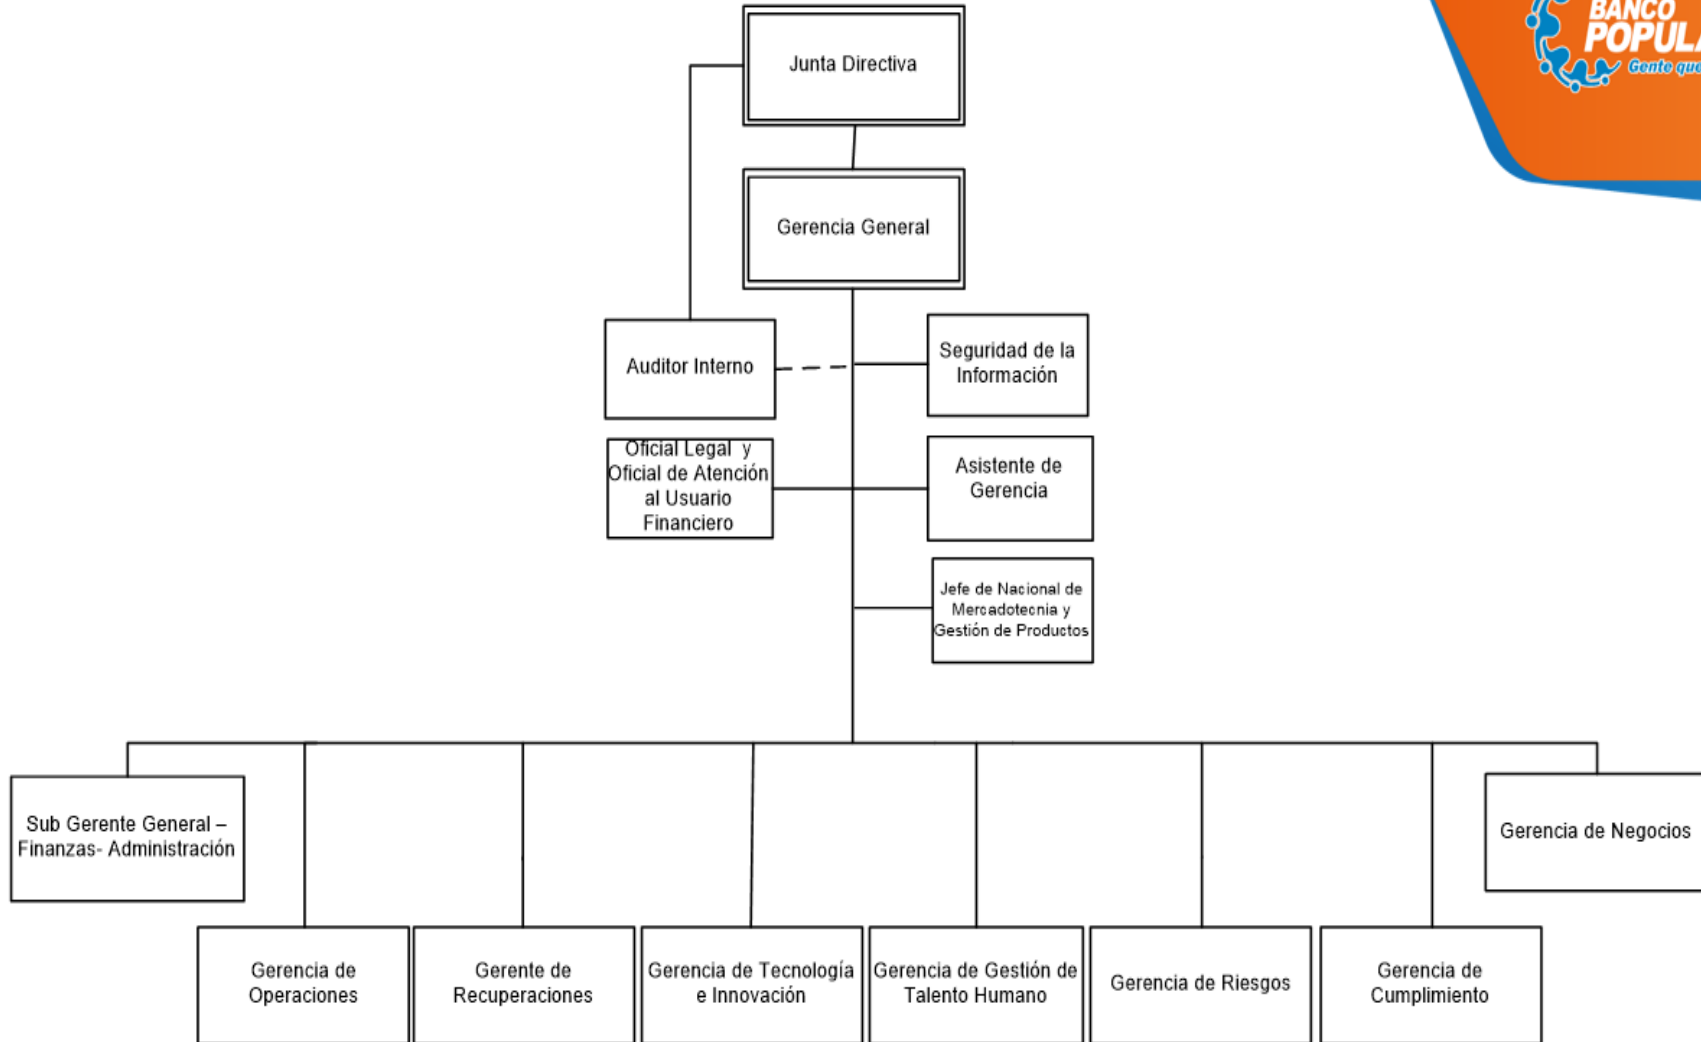 BANCO
Gente que
Junta Directiva
Gerencia General
Auditor Interno
Seguridad de la
Información
Oficial Legal y
Oficial de Atención
al Usuario
Financiero
Asistente de
Gerencia
Jefe de Nacional de
Mercadotecnia y
Gestión de Productos
Sub Gerente General –
Finanzas- Administración
Gerencia de Negocios
Gerencia de
Operaciones
Gerente de
Recuperaciones
Gerencia de Tecnología
e Innovación
Gerencia de Gestión de
Talento Humano
Gerencia de Riesgos
Gerencia de
Cumplimiento